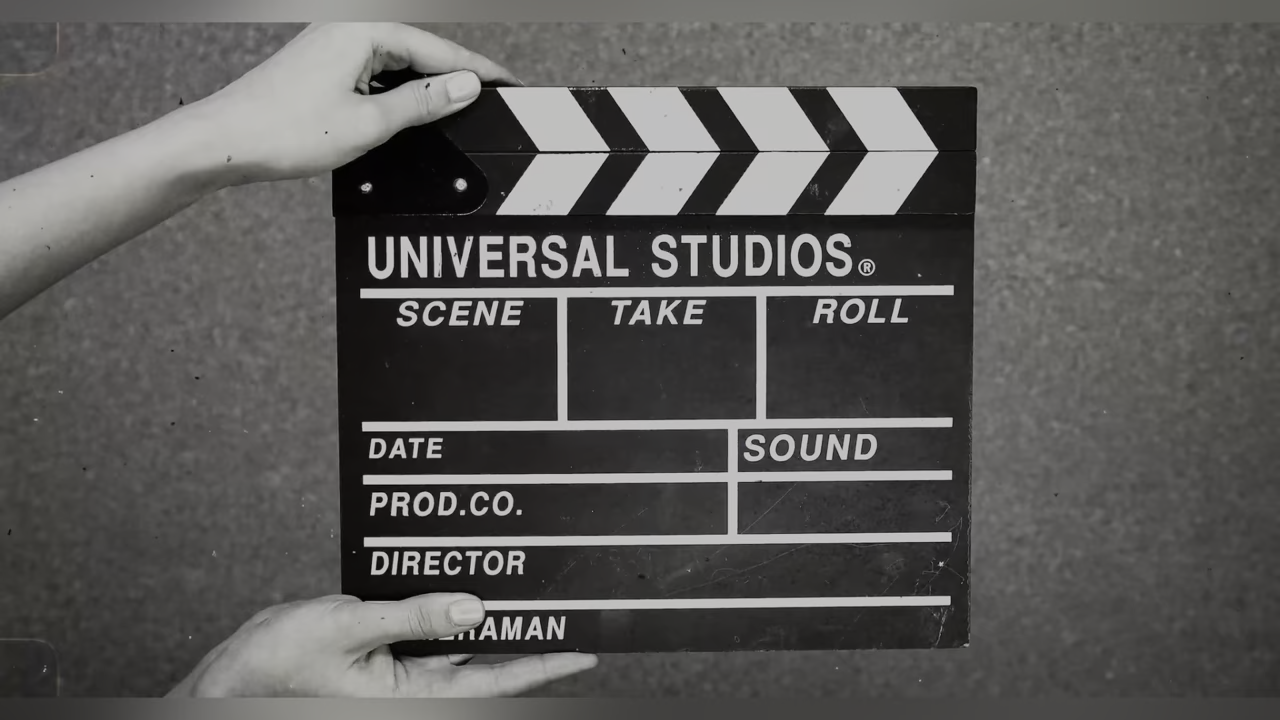 UNIVERSAL STUDIOS®
SCENE TAKE ROLL
DATE SOUND
PROD.CO.
DIRECTOR